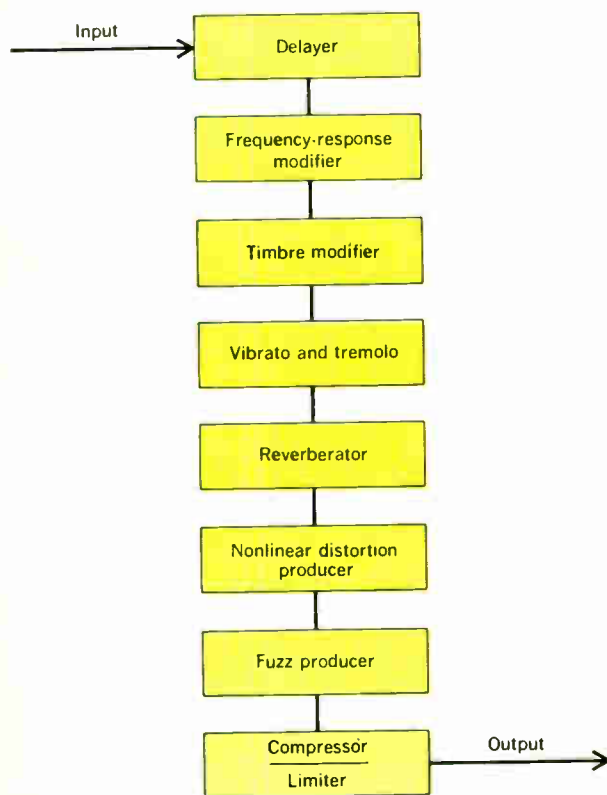 Input
Delayer
Frequency-response
modifier
Timbre modifier
Vibrato and tremolo
Reverberator
Nonlinear distortion
producer
Fuzz producer
Compressor
Limiter
Output